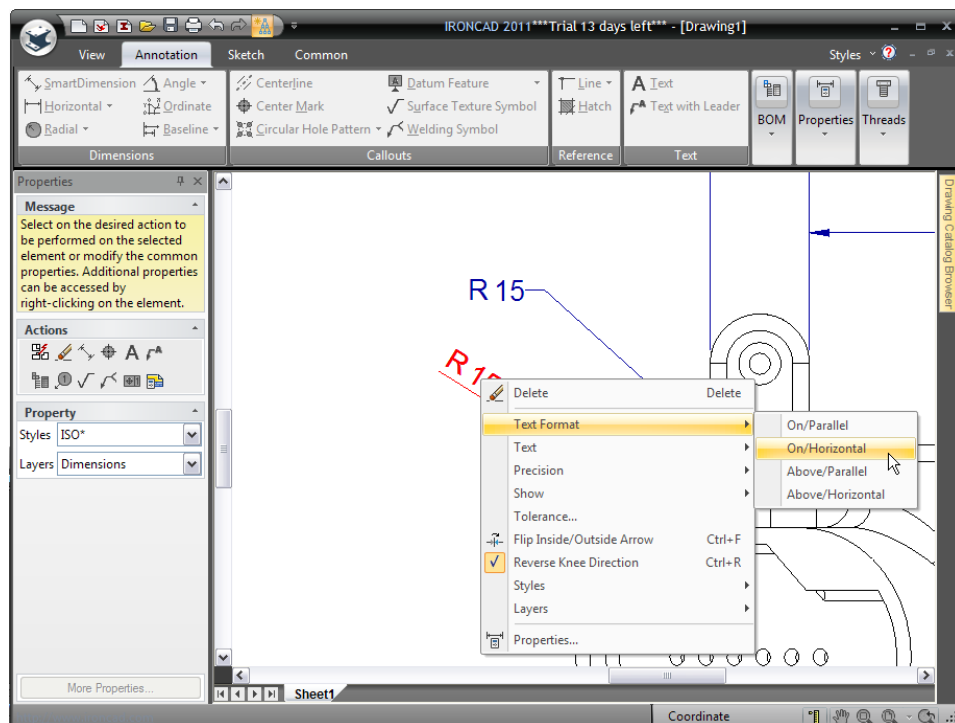 IRONCAD 2011***Trial 13 days left*** - [Drawing1]
View Annotation Sketch Common Styles
SmartDimension Angle
Horizontal Ordinate
Radial Baseline
Dimensions
Centerline Datum Feature
Center Mark Surface Texture Symbol
Circular Hole Pattern Welding Symbol
Callouts
Line
Hatch
Reference
A Text
Text with Leader
Text
BOM Properties Threads
Properties
Message
Select on the desired action to
be performed on the selected
element or modify the common
properties. Additional properties
can be accessed by
right-clicking on the element.
Actions
Property
Styles ISO*
Layers Dimensions
More Properties...
Drawing Catalog Browser
R 15
R 15
Delete Delete
Text Format
Text
Precision
Show
Tolerance...
Flip Inside/Outside Arrow Ctrl+F
Reverse Knee Direction Ctrl+R
Styles
Layers
Properties...
On/Parallel
On/Horizontal
Above/Parallel
Above/Horizontal
Sheet1
Coordinate